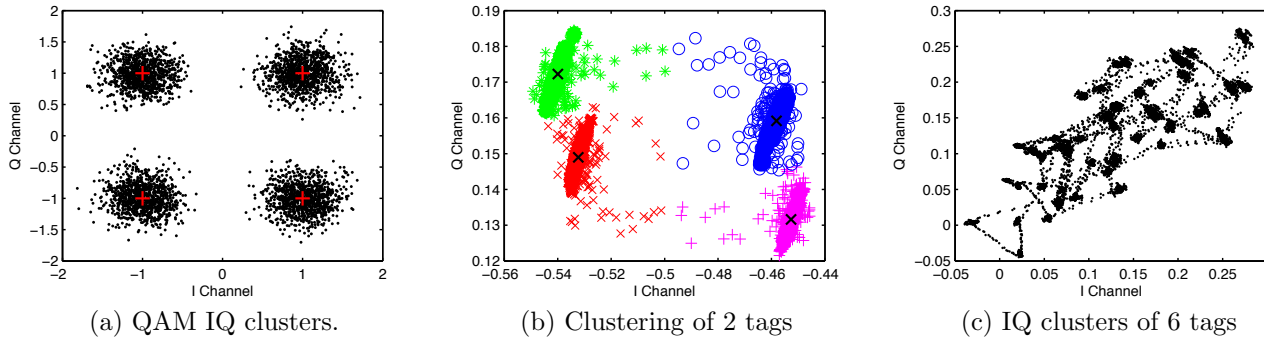 2
1.5
1
0.5
0
−0.5
−1
−1.5
−2
Q Channel
−2 −1 0 1 2
I Channel
(a) QAM IQ clusters.
0.19
0.18
0.17
0.16
0.15
0.14
0.13
0.12
Q Channel
−0.56 −0.54 −0.52 −0.5 −0.48 −0.46 −0.44
I Channel
(b) Clustering of 2 tags
0.3
0.25
0.2
0.15
0.1
0.05
0
−0.05
Q Channel
−0.05 0 0.05 0.1 0.15 0.2 0.25
I Channel
(c) IQ clusters of 6 tags